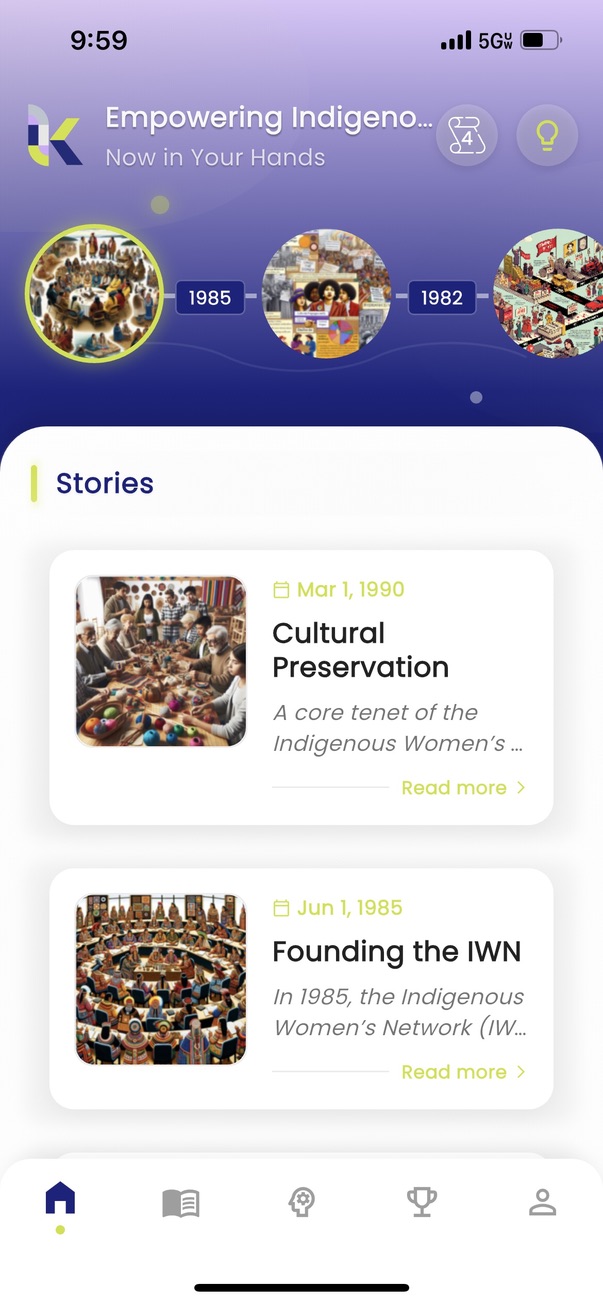 9:59
5GUW
Empowering Indigeno...
Now in Your Hands
4
1985
1982
Stories
Mar 1, 1990
Cultural
Preservation
A core tenet of the
Indigenous Women’s ...
Read more
Jun 1, 1985
Founding the IWN
In 1985, the Indigenous
Women’s Network (IW...
Read more